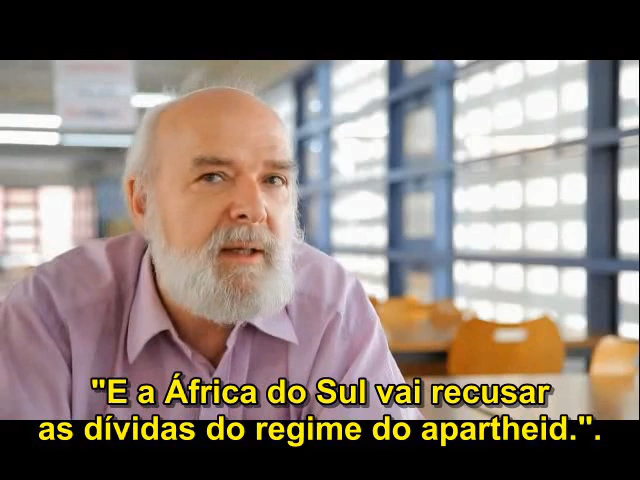 "E a África do Sul vai recusar
as dívidas do regime do apartheid.".